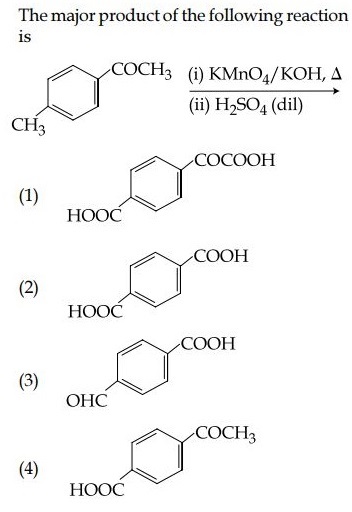 The major product of the following reaction
is
COCH3 (i) KMnO4/KOH, Δ
(ii) H2SO4 (dil)
CH3
(1)
COCOOH
HOOC
(2)
COOH
HOOC
(3)
COOH
OHC
(4)
COCH3
HOOC